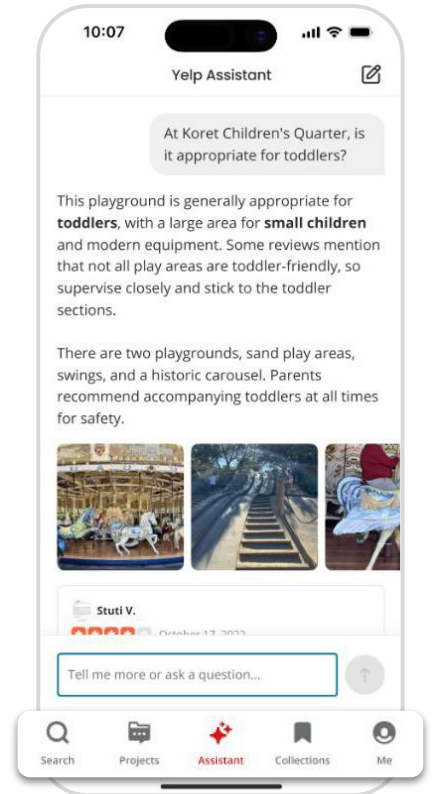 10:07
Yelp Assistant
At Koret Children's Quarter, is
it appropriate for toddlers?
This playground is generally appropriate for
toddlers, with a large area for small children
and modern equipment. Some reviews mention
that not all play areas are toddler-friendly, so
supervise closely and stick to the toddler
sections.
There are two playgrounds, sand play areas,
swings, and a historic carousel. Parents
recommend accompanying toddlers at all times
for safety.
Stuti V.
October 17, 2022
Tell me more or ask a question...
Search
Projects
Assistant
Collections
Me